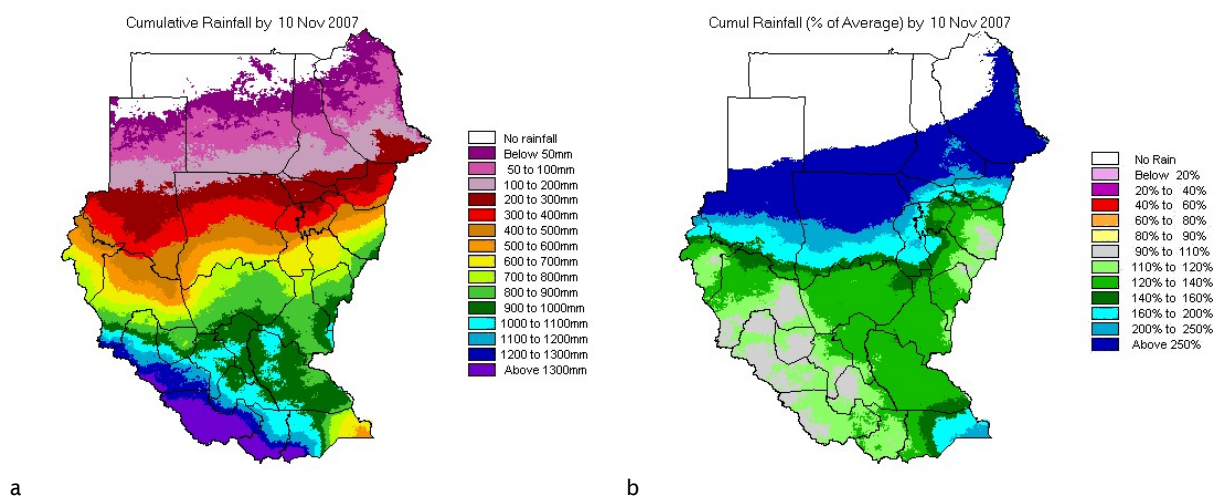 Cumulative Rainfall by 10 Nov 2007
No rainfall
Below 50mm
50 to 100mm
100 to 200mm
200 to 300mm
300 to 400mm
400 to 500mm
500 to 600mm
600 to 700mm
700 to 800mm
800 to 900mm
900 to 1000mm
1000 to 1100mm
1100 to 1200mm
1200 to 1300mm
Above 1300mm
a
Cumul Rainfall (% of Average) by 10 Nov 2007
No Rain
Below 20%
20% to 40%
40% to 60%
60% to 80%
80% to 90%
90% to 110%
110% to 120%
120% to 140%
140% to 160%
160% to 200%
200% to 250%
Above 250%
b